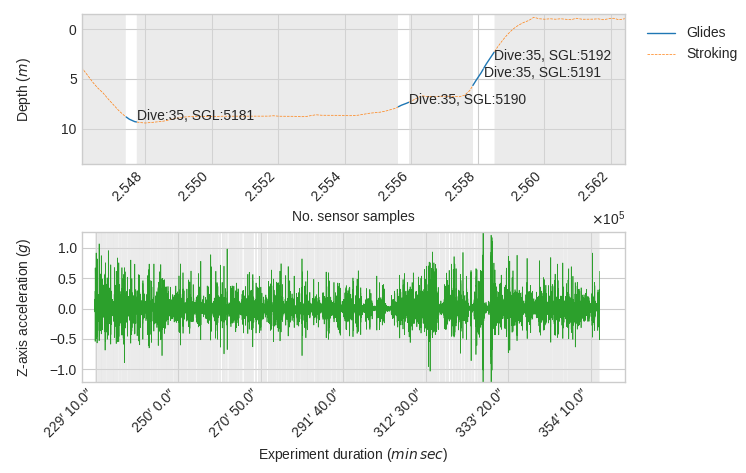 Glides
Stroking
Depth (m)
0
5
10
Dive:35, SGL:5192
Dive:35, SGL:5191
Dive:35, SGL:5190
Dive:35, SGL:5181
2.548
2.550
2.552
2.554
2.556
2.558
2.560
2.562
×10⁵
No. sensor samples
Z-axis acceleration (g)
1.0
0.5
0.0
−0.5
−1.0
229′ 10.0″
250′ 0.0″
270′ 50.0″
291′ 40.0″
312′ 30.0″
333′ 20.0″
354′ 10.0″
Experiment duration (min sec)